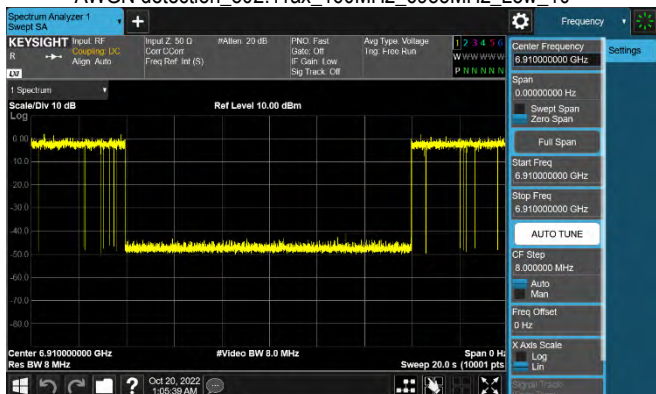 Spectrum Analyzer 1
Swept SA
Frequency
KEYSIGHT
R
LXI
Input: RF
Coupling: DC
Align: Auto
Input Z: 50 Ω
Corr CCorr
Freq Ref: Int (S)
#Atten: 20 dB
PNO: Fast
Gate: Off
IF Gain: Low
Sig Track: Off
Avg Type: Voltage
Trig: Free Run
1 2 3 4 5 6
W W W W W W
P N N N N N
1 Spectrum
Scale/Div 10 dB
Ref Level 10.00 dBm
Log
0.00
-10.0
-20.0
-30.0
-40.0
-50.0
-60.0
-70.0
-80.0
Center 6.910000000 GHz
#Video BW 8.0 MHz
Span 0 Hz
Res BW 8 MHz
Sweep 20.0 s (10001 pts
Oct 20, 2022
1:05:39 AM
Center Frequency
6.910000000 GHz
Settings
Span
0.00000000 Hz
Swept Span
Zero Span
Full Span
Start Freq
6.910000000 GHz
Stop Freq
6.910000000 GHz
AUTO TUNE
CF Step
8.000000 MHz
Auto
Man
Freq Offset
0 Hz
X Axis Scale
Log
Lin